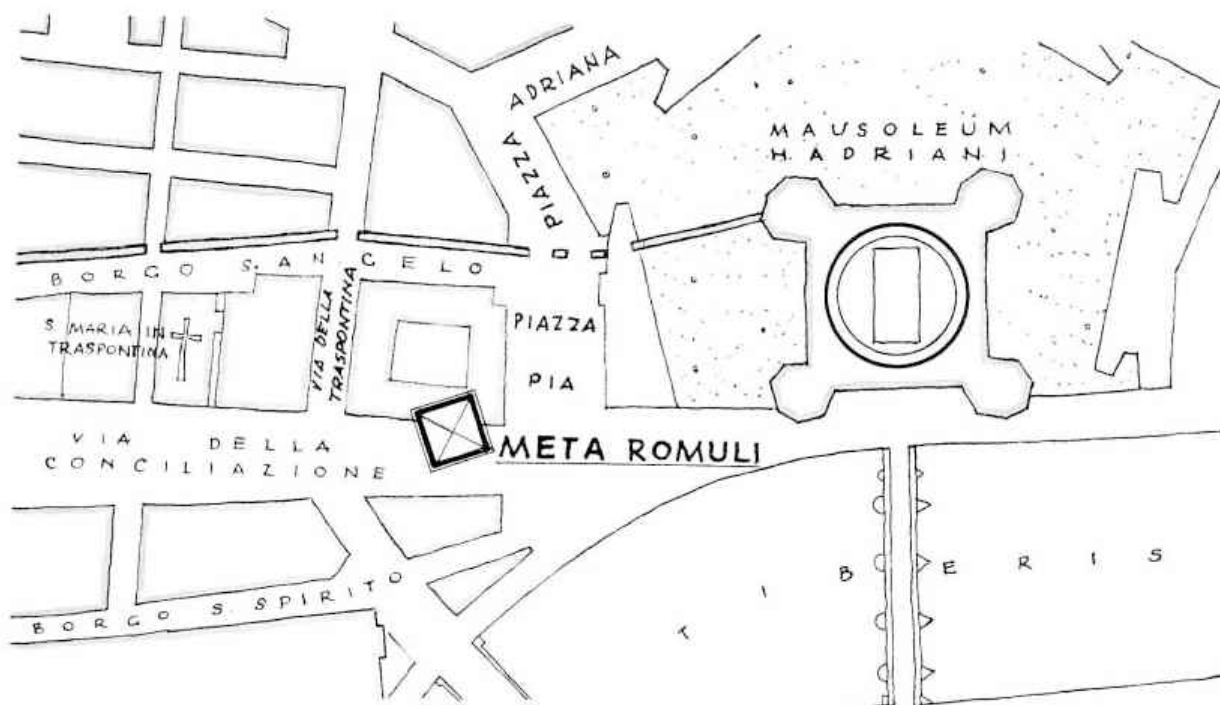 PIAZZA ADRIANA
MAUSOLEUM
HADRIANI
BORGO S. ANGELO
S. MARIA IN
TRASPONTINA
VIA DELLA
TRASPONTINA
PIAZZA
PIA
VIA DELLA
CONCILIAZIONE
META ROMULI
TIBERIS
BORGO S. SPIRITO